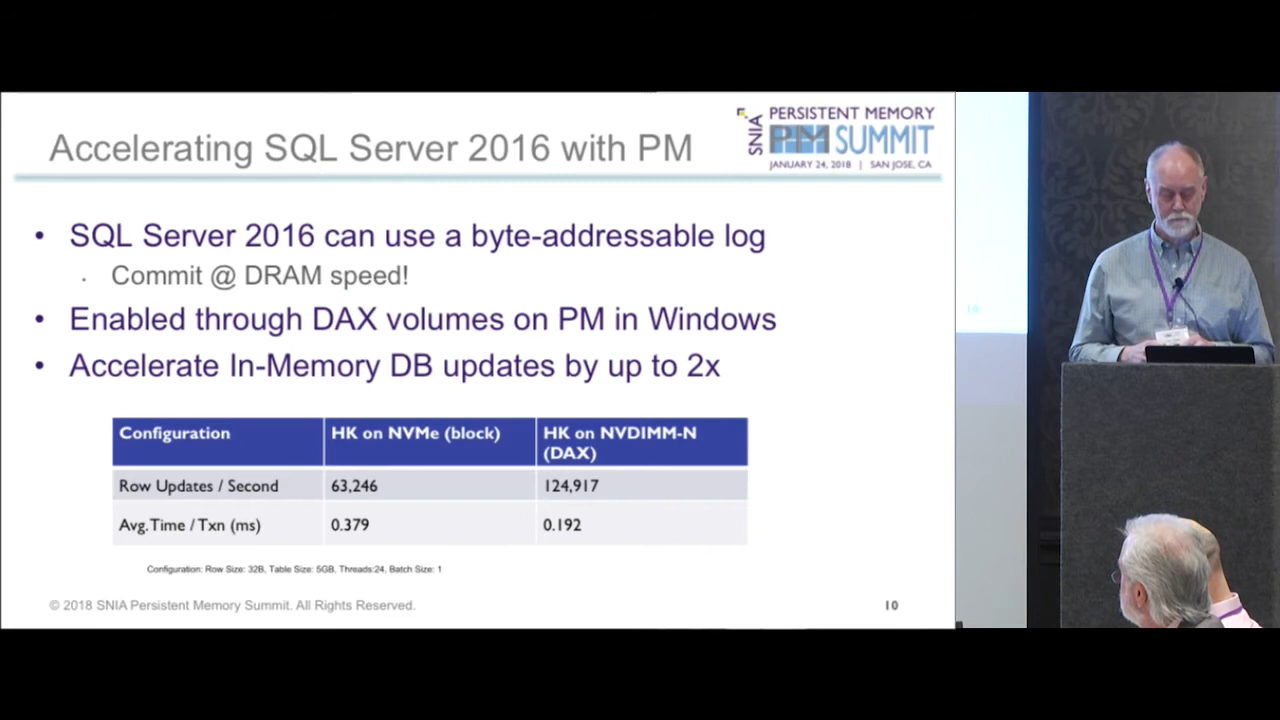 Accelerating SQL Server 2016 with PM
SNIA
PERSISTENT MEMORY
PM SUMMIT
JANUARY 24, 2018 | SAN JOSE, CA
• SQL Server 2016 can use a byte-addressable log
· Commit @ DRAM speed!
• Enabled through DAX volumes on PM in Windows
• Accelerate In-Memory DB updates by up to 2x
Configuration HK on NVMe (block) HK on NVDIMM-N
(DAX)
Row Updates / Second 63,246 124,917
Avg. Time / Txn (ms) 0.379 0.192
Configuration: Row Size: 32B, Table Size: 5GB, Threads:24, Batch Size: 1
© 2018 SNIA Persistent Memory Summit. All Rights Reserved.
10
10